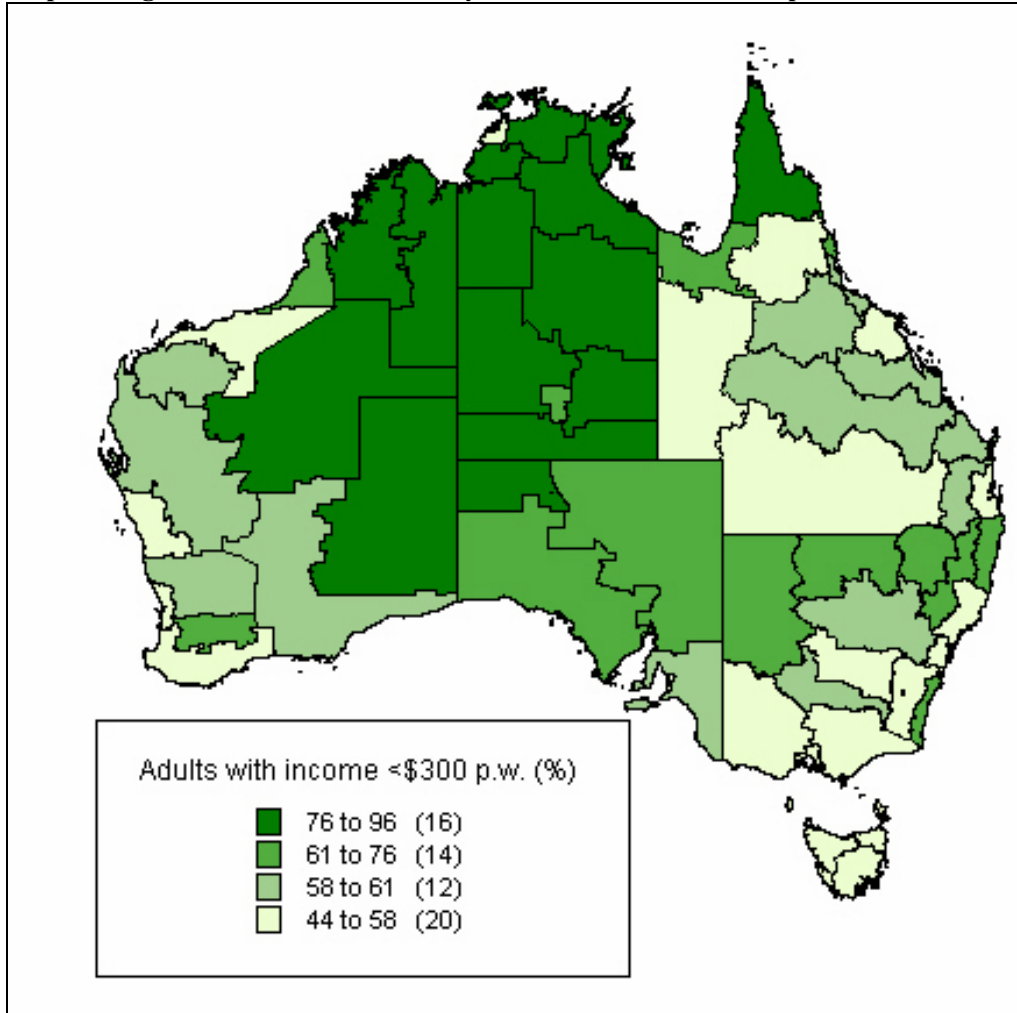 Adults with income <$300 p.w. (%)
76 to 96 (16)
61 to 76 (14)
58 to 61 (12)
44 to 58 (20)